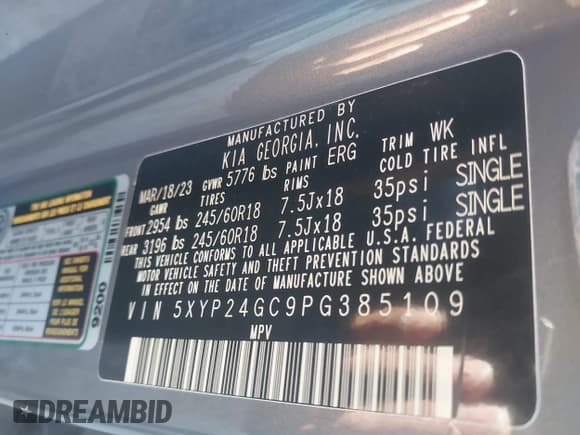 MANUFACTURED BY
KIA GEORGIA, INC.
MAR/18/23 GVWR 5776 lbs PAINT ERG TRIM WK
GAWR TIRES RIMS COLD TIRE INFL
FRONT 2954 lbs 245/60R18 7.5Jx18 35psi SINGLE
REAR 3196 lbs 245/60R18 7.5Jx18 35psi SINGLE
THIS VEHICLE CONFORMS TO ALL APPLICABLE U.S.A. FEDERAL
MOTOR VEHICLE SAFETY AND THEFT PREVENTION STANDARDS
IN EFFECT ON THE DATE OF MANUFACTURE SHOWN ABOVE
VIN 5XYP24GC9PG385109
MPV
9200
DREAMBID